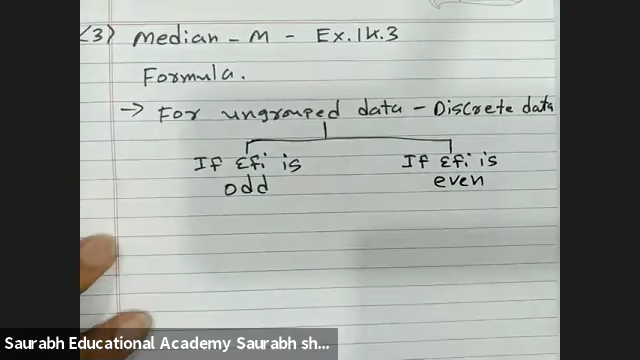 (3) Median - M - Ex.14.3
Formula.
→ For ungrouped data - Discrete data
If Σfi is odd
If Σfi is even
Saurabh Educational Academy Saurabh sh...